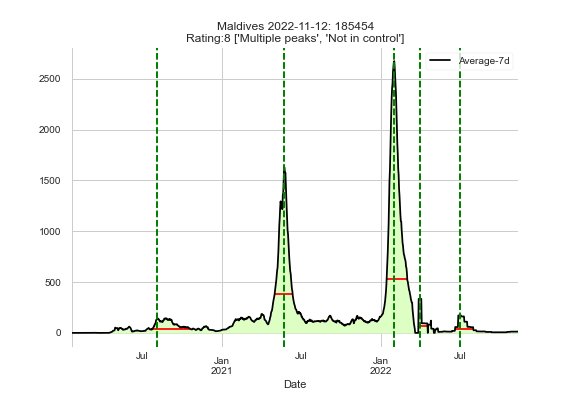 Maldives 2022-11-12: 185454
Rating:8 ['Multiple peaks', 'Not in control']
Average-7d
2500
2000
1500
1000
500
0
Jul
Jan
2021
Jul
Jan
2022
Jul
Date